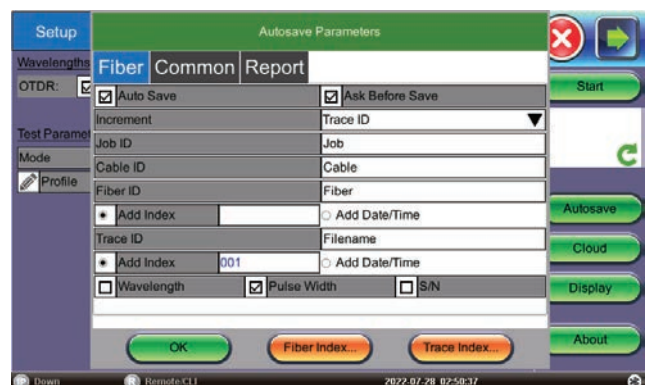 Setup
Autosave Parameters
Wavelengths
Fiber Common Report
OTDR:
Auto Save
Ask Before Save
Start
Increment
Trace ID
Test Paramet
Job ID
Job
Mode
Cable ID
Cable
Profile
Fiber ID
Fiber
Add Index
Add Date/Time
Autosave
Trace ID
Filename
Add Index
001
Add Date/Time
Cloud
Wavelength
Pulse Width
S/N
Display
OK
Fiber Index...
Trace Index...
About
IP Down
R Remote/CLI
2022-07-28 02:50:37